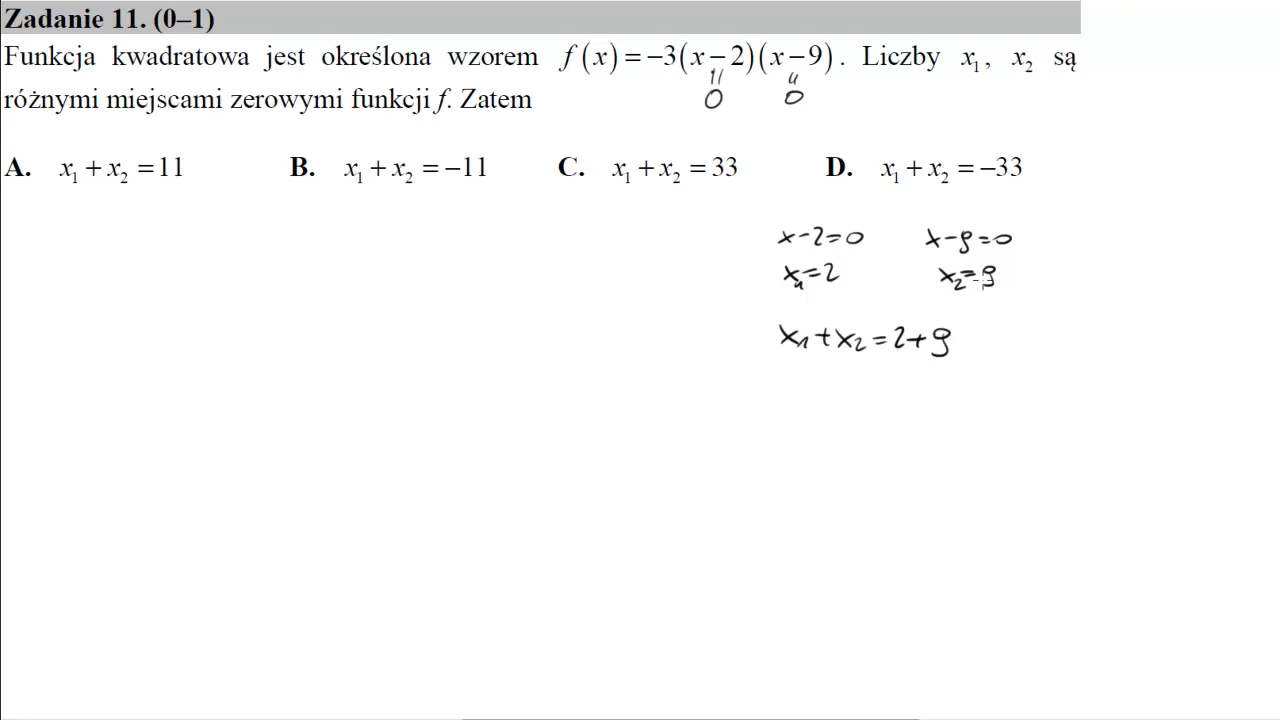 Zadanie 11. (0–1)
Funkcja kwadratowa jest określona wzorem f(x)=−3(x−2)(x−9). Liczby x₁, x₂ są
różnymi miejscami zerowymi funkcji f. Zatem
0 0
A. x₁+x₂=11 B. x₁+x₂=−11 C. x₁+x₂=33 D. x₁+x₂=−33
x-2=0 x-9=0
x₁=2 x₂=9
x₁+x₂=2+9